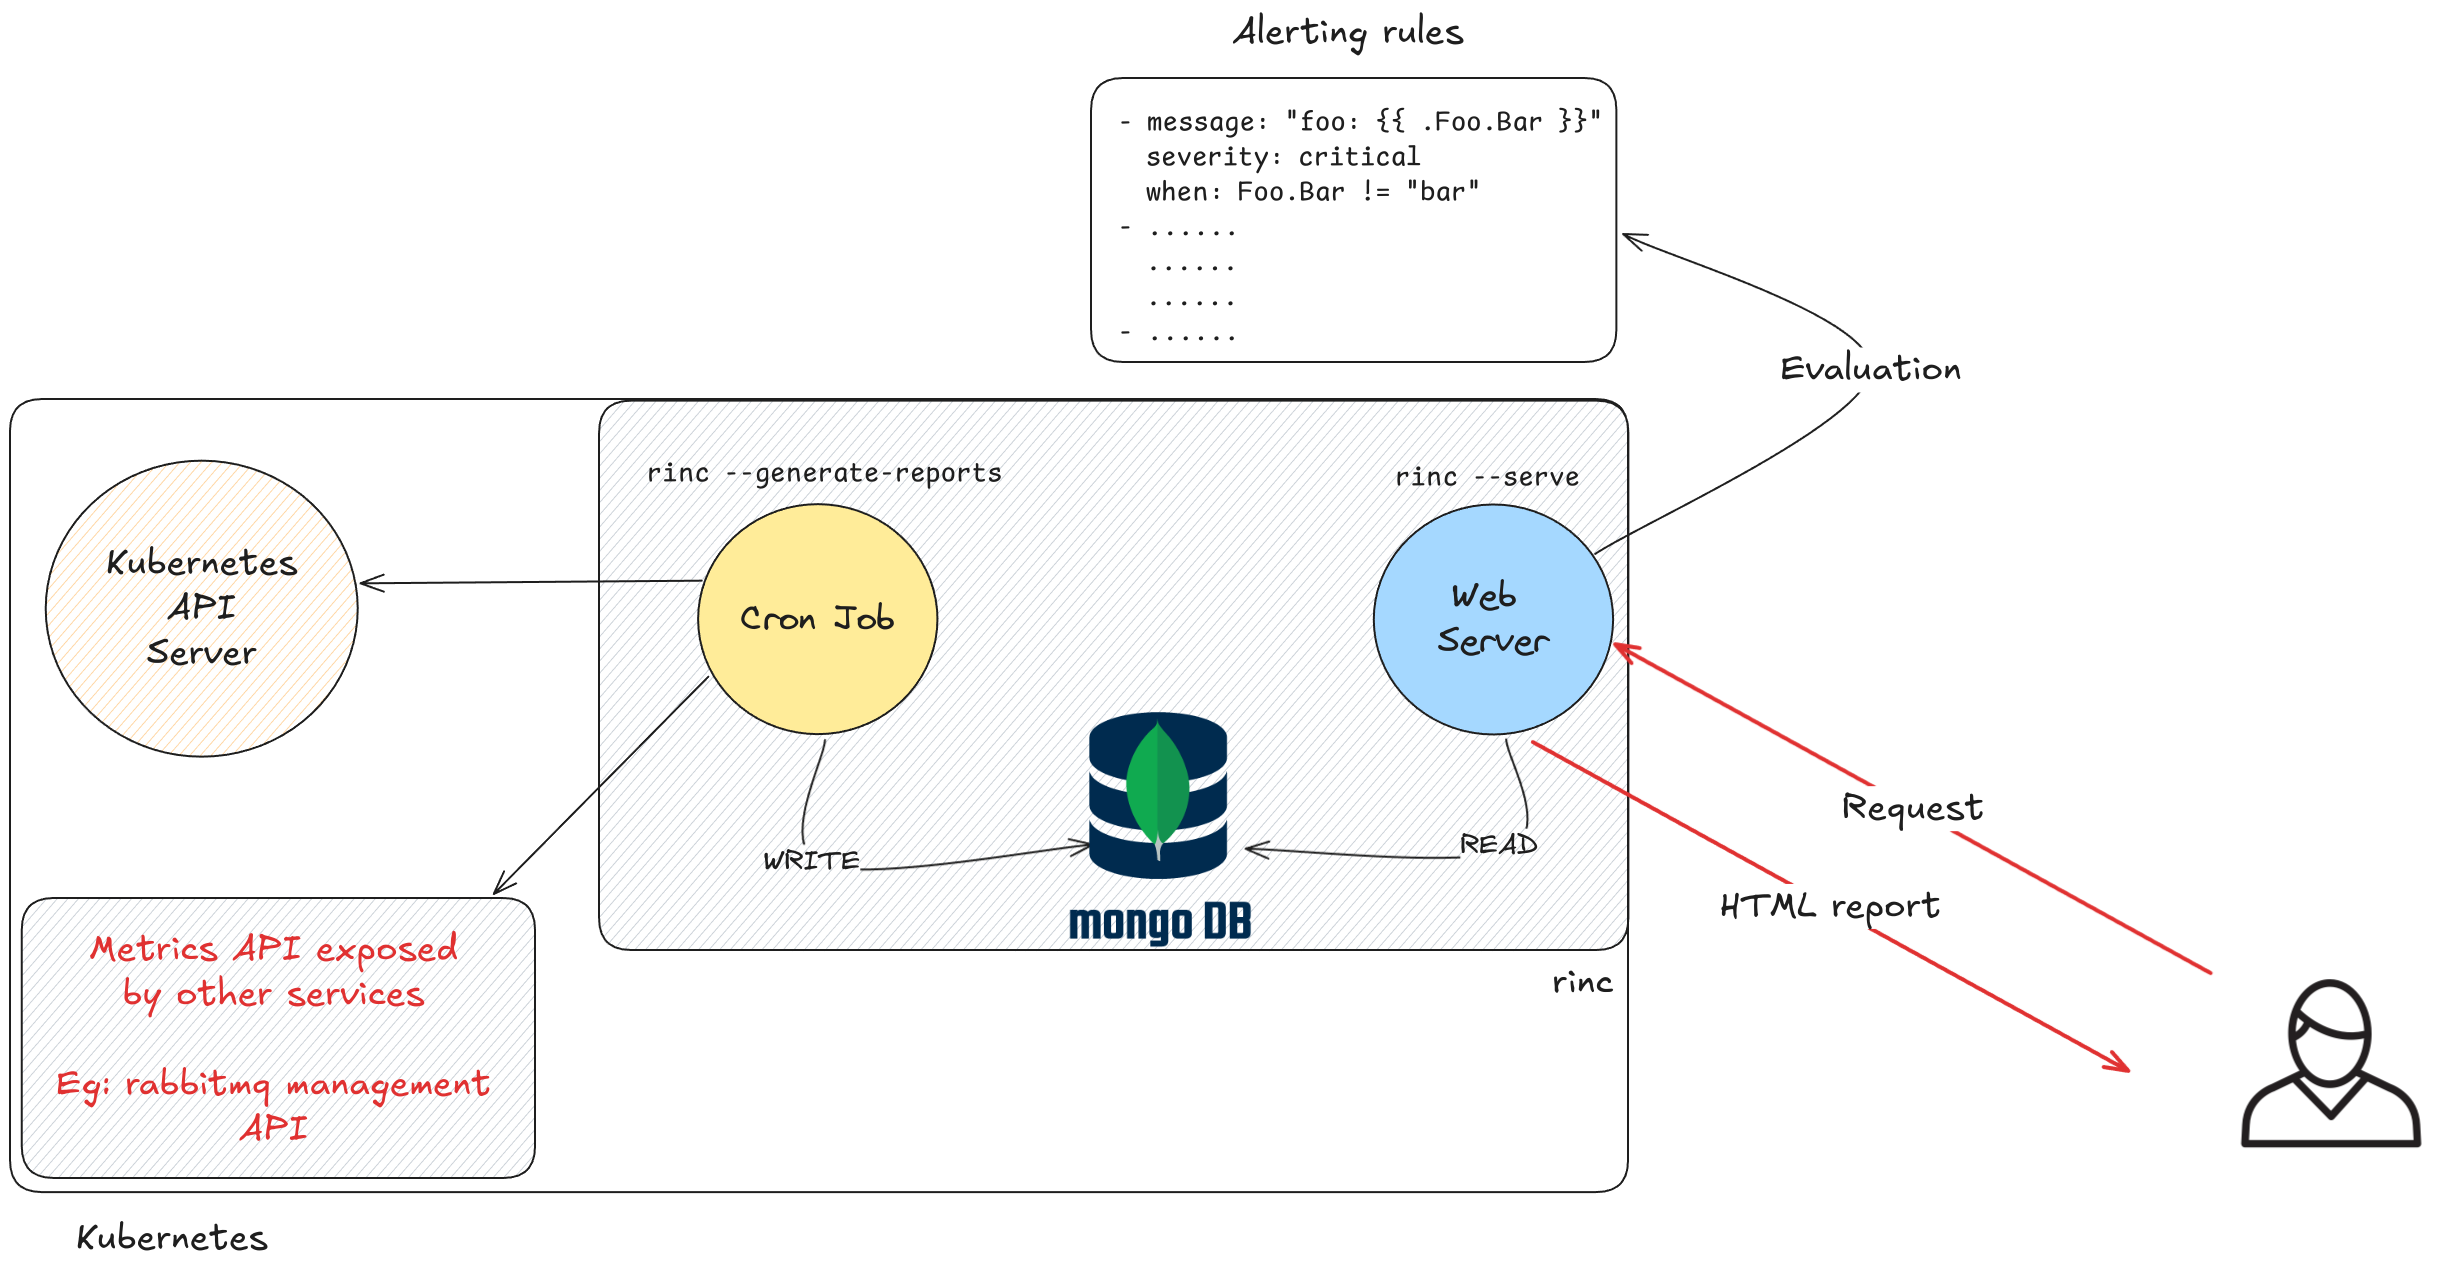 Alerting rules
- message: "foo: {{ .Foo.Bar }}"
severity: critical
when: Foo.Bar != "bar"
- ......
......
......
- ......
Evaluation
rinc --generate-reports
rinc --serve
Kubernetes
API
Server
Cron Job
Web
Server
WRITE
READ
mongo DB
Request
HTML report
Metrics API exposed
by other services
Eg: rabbitmq management
API
rinc
Kubernetes